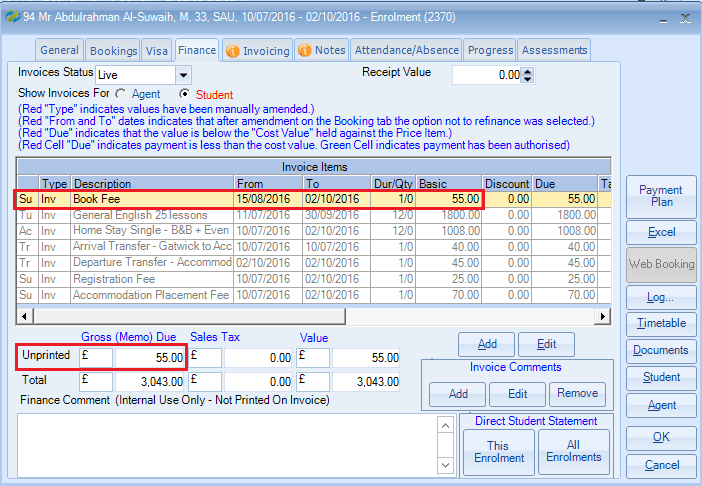 94 Mr Abdulrahman Al-Suwaih, M, 33, SAU, 10/07/2016 - 02/10/2016 - Enrolment (2370)
General Bookings Visa Finance Invoicing Notes Attendance/Absence Progress Assessments
Invoices Status Live Receipt Value 0.00
Show Invoices For Agent Student
(Red "Type" indicates values have been manually amended.)
(Red "From and To" dates indicates that after amendment on the Booking tab the option not to refinance was selected.)
(Red "Due" indicates that the value is below the "Cost Value" held against the Price Item.)
(Red Cell "Due" indicates payment is less than the cost value. Green Cell indicates payment has been authorised)
Invoice Items
Type Description From To Dur/Qty Basic Discount Due Ta
Su Inv Book Fee 15/08/2016 02/10/2016 1/0 55.00 0.00 55.00
Tu Inv General English 25 lessons 11/07/2016 30/09/2016 12/0 1800.00 0.00 1800.00
Ac Inv Home Stay Single - B&B + Even 10/07/2016 02/10/2016 12/0 1008.00 0.00 1008.00
Tr Inv Arrival Transfer - Gatwick to Acc 10/07/2016 10/07/2016 1/0 40.00 0.00 40.00
Tr Inv Departure Transfer - Accommod 02/10/2016 02/10/2016 1/0 45.00 0.00 45.00
Su Inv Registration Fee 10/07/2016 02/10/2016 1/0 25.00 0.00 25.00
Su Inv Accommodation Placement Fee 10/07/2016 02/10/2016 1/0 70.00 0.00 70.00
Gross (Memo) Due Sales Tax Value
Unprinted £ 55.00 £ 0.00 £ 55.00
Total £ 3,043.00 £ 0.00 £ 3,043.00
Finance Comment (Internal Use Only - Not Printed On Invoice)
Add Edit
Invoice Comments
Add Edit Remove
Direct Student Statement
This Enrolment
All Enrolments
Payment Plan
Excel
Web Booking
Log...
Timetable
Documents
Student
Agent
OK
Cancel